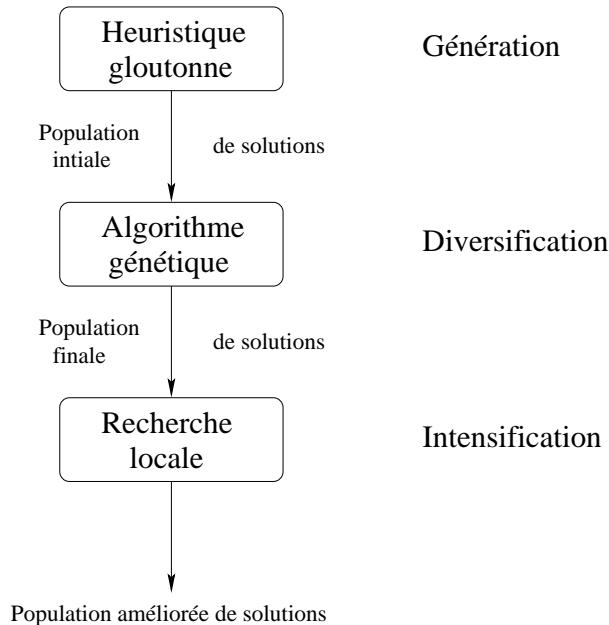 Heuristique
gloutonne
Génération
Population
intiale
de solutions
Algorithme
génétique
Diversification
Population
finale
de solutions
Recherche
locale
Intensification
Population améliorée de solutions